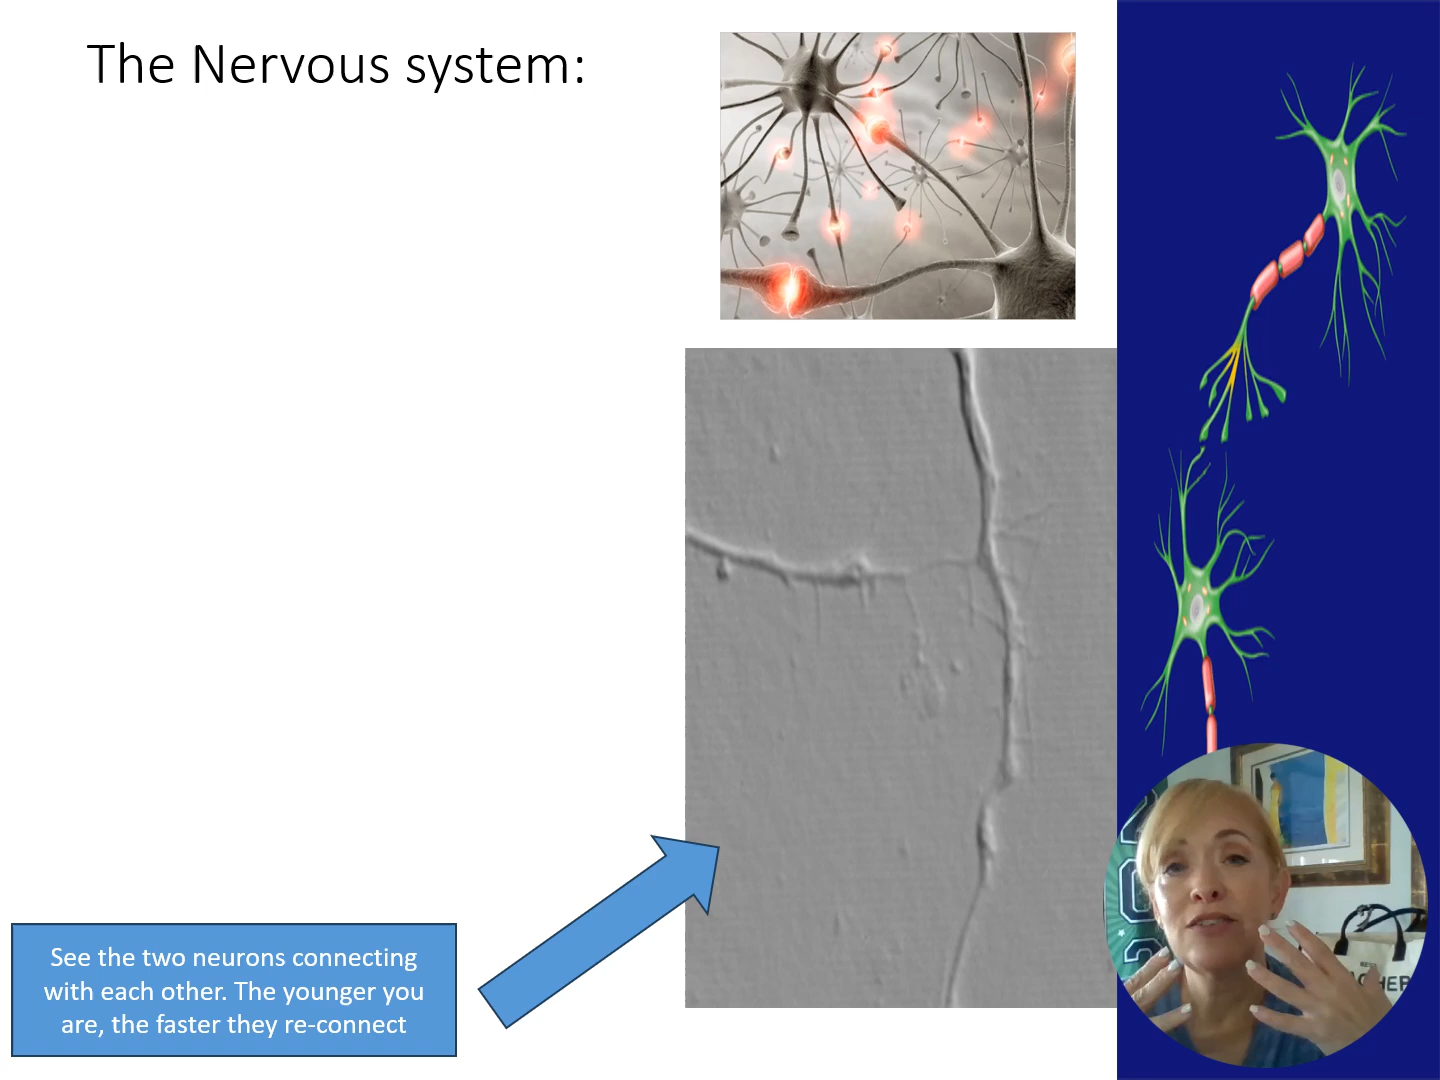 The Nervous system:
See the two neurons connecting
with each other. The younger you
are, the faster they re-connect